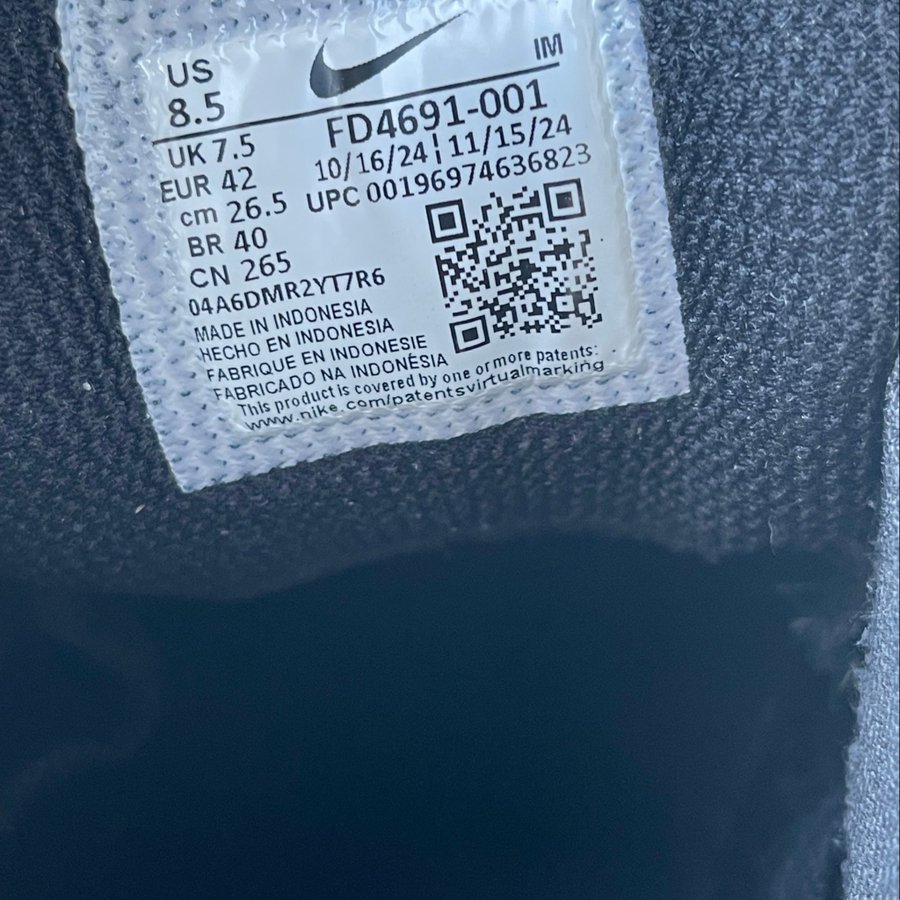 US
8.5
IM
UK 7.5
EUR 42
cm 26.5
BR 40
CN 265
FD4691-001
10/16/24 ¦ 11/15/24
UPC 00196974636823
04A6DMR2YT7R6
MADE IN INDONESIA
HECHO EN INDONESIA
FABRIQUE EN INDONESIE
FABRICADO NA INDONÉSIA
This product is covered by one or more patents:
www.nike.com/patentsvirtualmarking